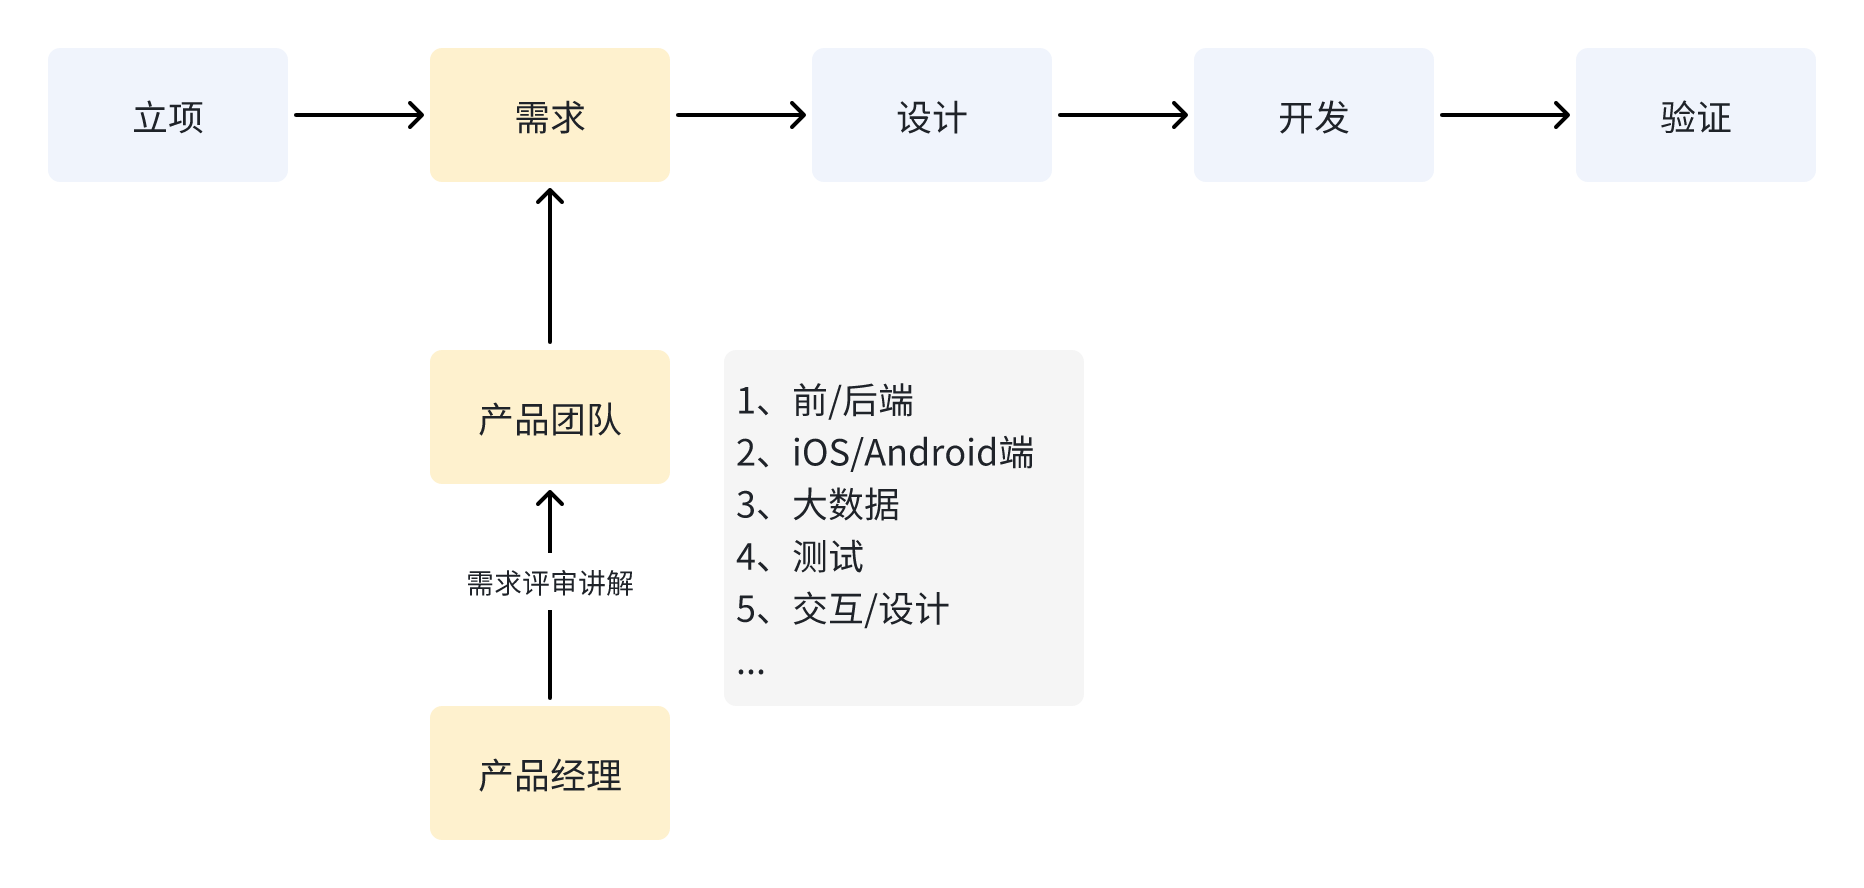 立项
需求
设计
开发
验证
产品团队
1、前/后端
2、iOS/Android端
3、大数据
4、测试
5、交互/设计
...
需求评审讲解
产品经理